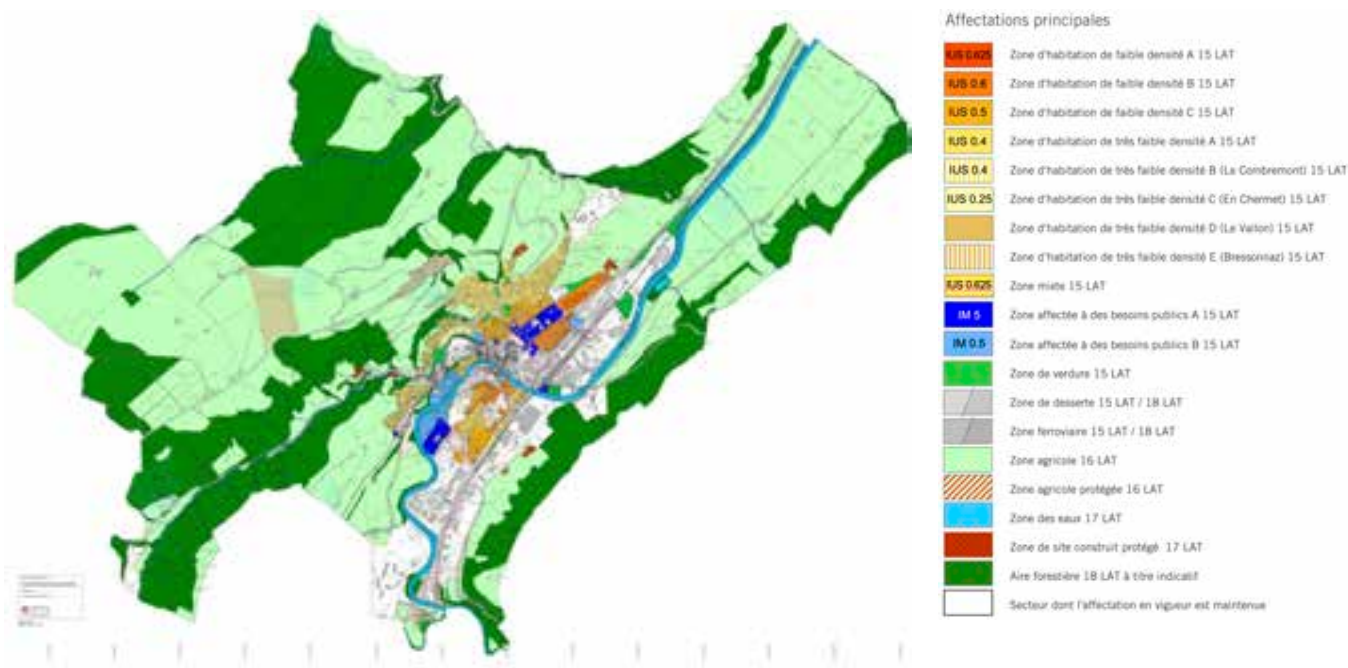 Affectations principales
IUS 0.625 Zone d'habitation de faible densité A 15 LAT
IUS 0.6 Zone d'habitation de faible densité B 15 LAT
IUS 0.5 Zone d'habitation de faible densité C 15 LAT
IUS 0.4 Zone d'habitation de très faible densité A 15 LAT
IUS 0.4 Zone d'habitation de très faible densité B (La Combremont) 15 LAT
IUS 0.25 Zone d'habitation de très faible densité C (En Chermet) 15 LAT
Zone d'habitation de très faible densité D (Le Vallon) 15 LAT
Zone d'habitation de très faible densité E (Bressonnaz) 15 LAT
IUS 0.625 Zone mixte 15 LAT
IM 5 Zone affectée à des besoins publics A 15 LAT
IM 0.5 Zone affectée à des besoins publics B 15 LAT
Zone de verdure 15 LAT
Zone de desserte 15 LAT / 18 LAT
Zone ferroviaire 15 LAT / 18 LAT
Zone agricole 16 LAT
Zone agricole protégée 16 LAT
Zone des eaux 17 LAT
Zone de site construit protégé 17 LAT
Aire forestière 18 LAT à titre indicatif
Secteur dont l'affectation en vigueur est maintenue